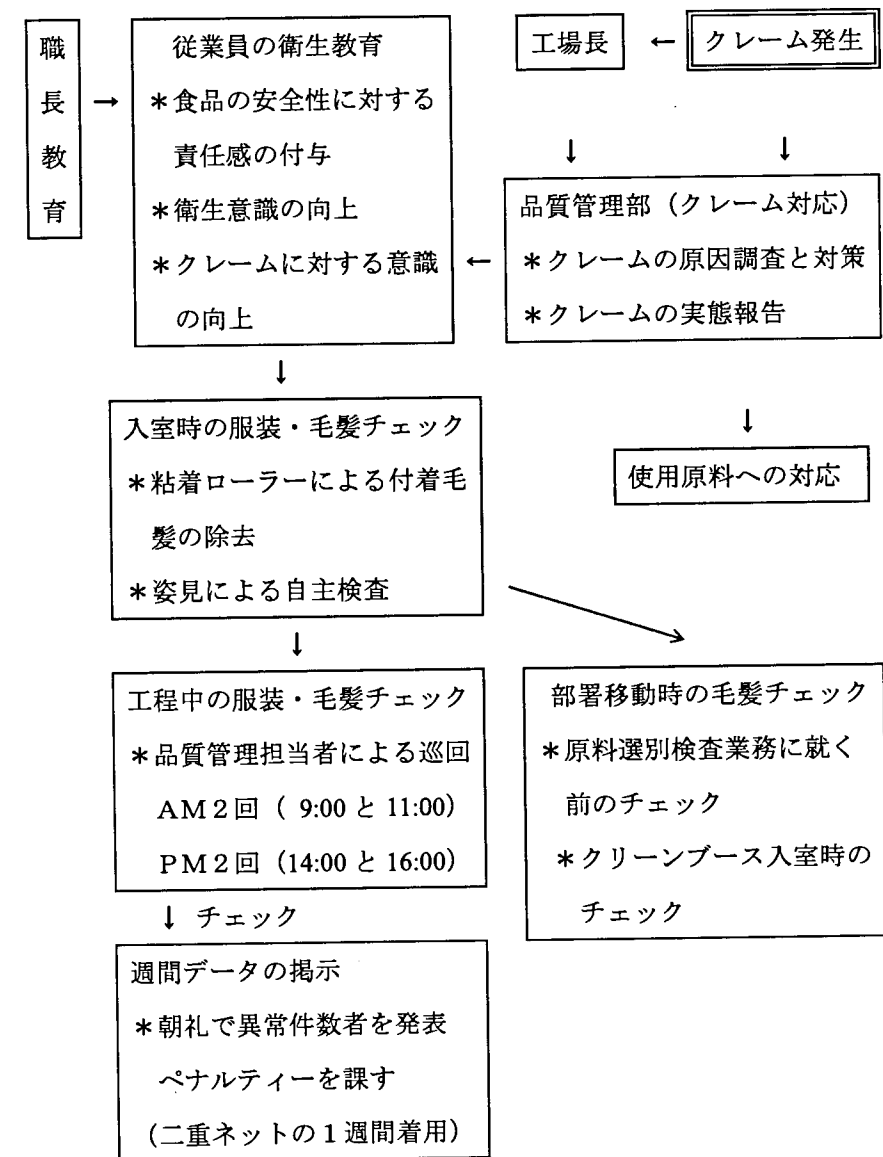 職長教育
→
従業員の衛生教育
＊食品の安全性に対する
責任感の付与
＊衛生意識の向上
＊クレームに対する意識
の向上
工場長
←
クレーム発生
↓ ↓
品質管理部（クレーム対応）
＊クレームの原因調査と対策
＊クレームの実態報告
←
↓
使用原料への対応
↓
入室時の服装・毛髪チェック
＊粘着ローラーによる付着毛
髪の除去
＊姿見による自主検査
↓
工程中の服装・毛髪チェック
＊品質管理担当者による巡回
ＡＭ２回（ 9:00 と 11:00）
ＰＭ２回（14:00 と 16:00）
部署移動時の毛髪チェック
＊原料選別検査業務に就く
前のチェック
＊クリーンブース入室時の
チェック
↓ チェック
週間データの掲示
＊朝礼で異常件数者を発表
ペナルティーを課す
（二重ネットの１週間着用）